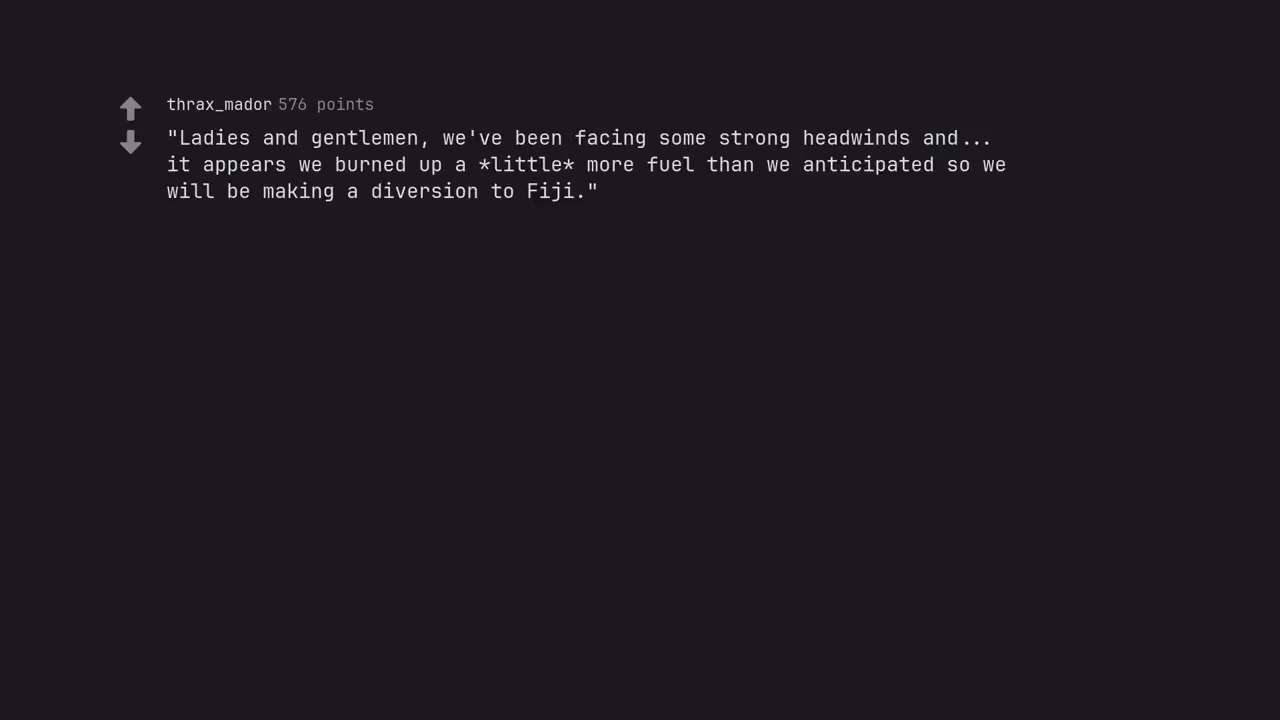 thrax_mador 576 points
"Ladies and gentlemen, we've been facing some strong headwinds and...
it appears we burned up a *little* more fuel than we anticipated so we
will be making a diversion to Fiji."